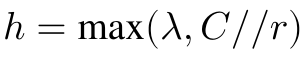 h = max(λ, C//r)